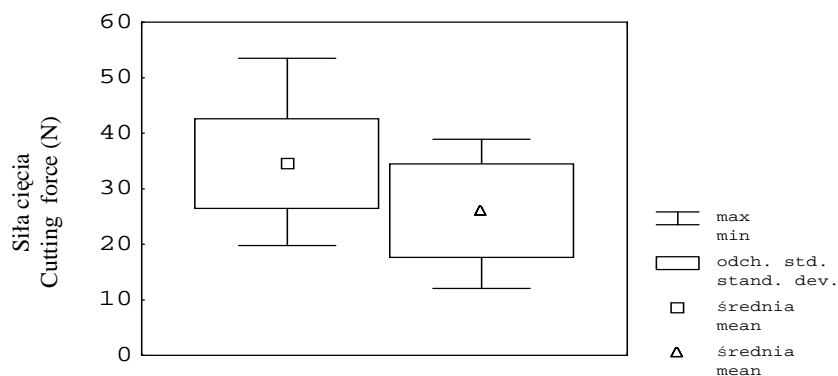 60
50
40
30
20
10
0
Siła cięcia
Cutting force (N)
max
min
odch. std.
stand. dev.
średnia
mean
średnia
mean